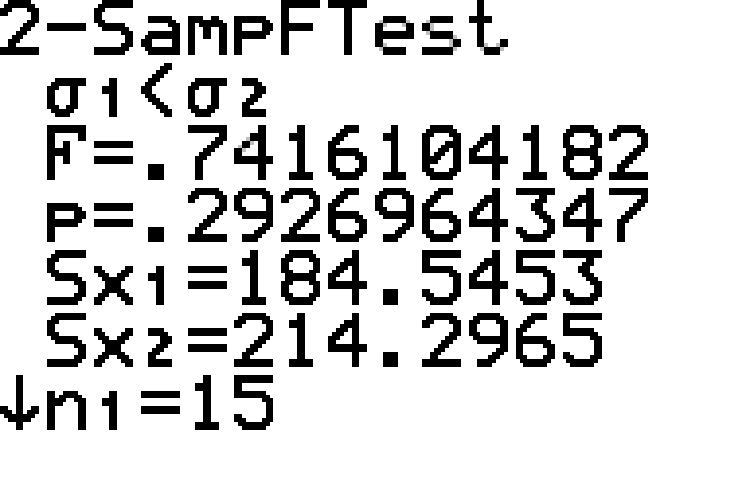 2-SampFTest
σ1<σ2
F=.7416104182
p=.2926964347
Sx1=184.5453
Sx2=214.2965
↓n1=15